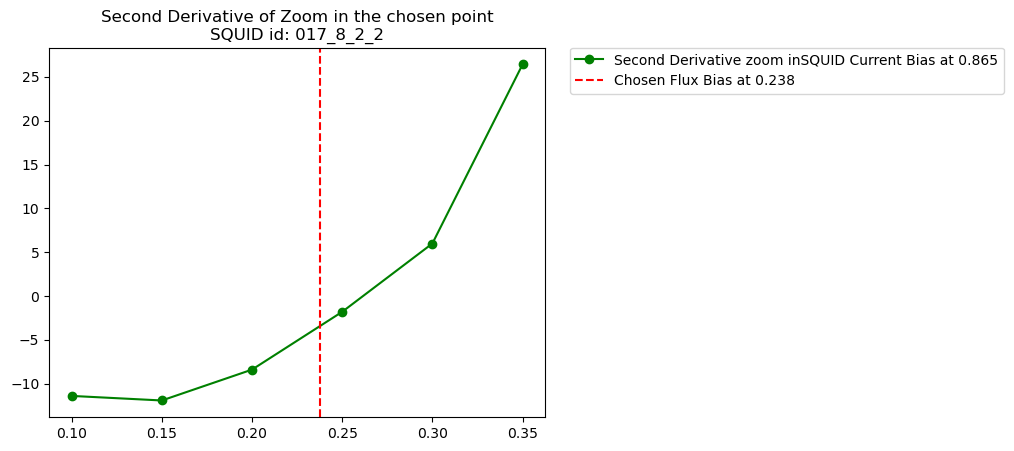 Second Derivative of Zoom in the chosen point
SQUID id: 017_8_2_2
Second Derivative zoom inSQUID Current Bias at 0.865
Chosen Flux Bias at 0.238
25
20
15
10
5
0
−5
−10
0.10 0.15 0.20 0.25 0.30 0.35